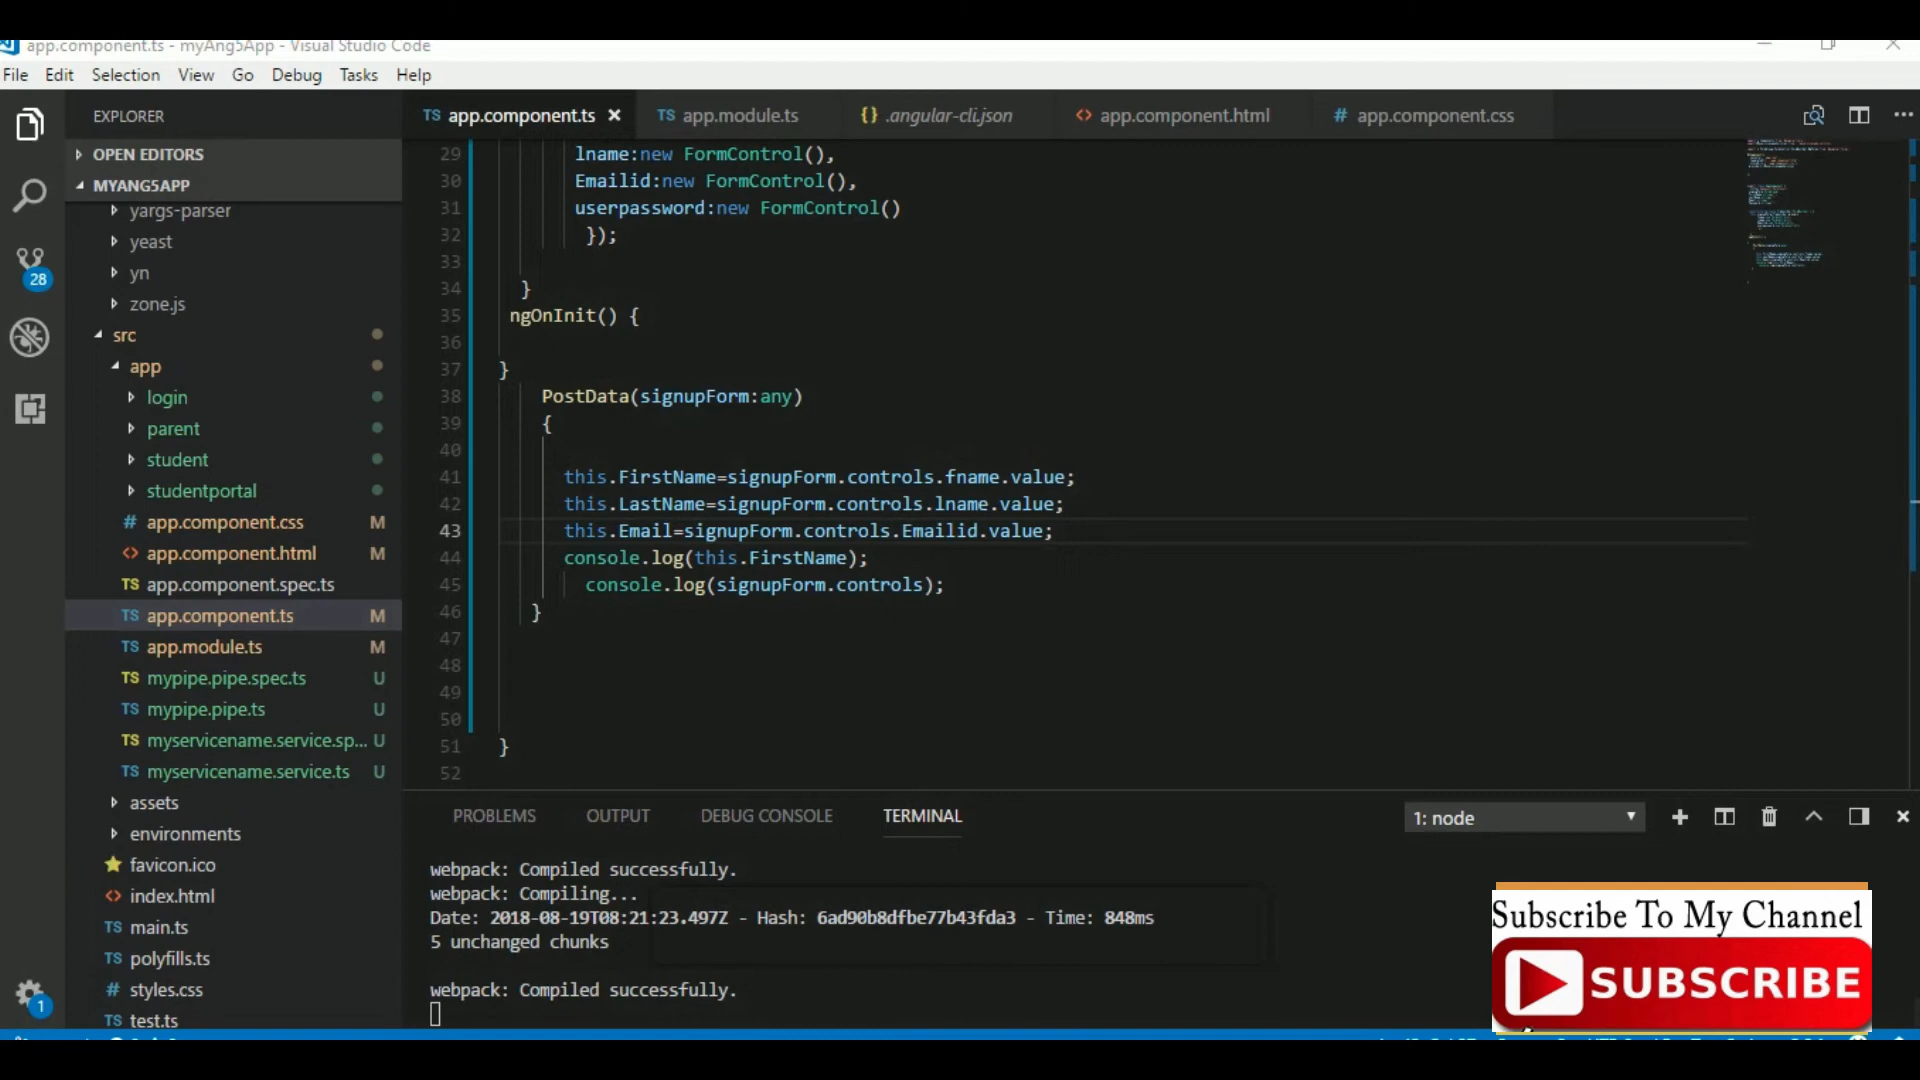 app.component.ts - myAng5App - Visual Studio Code
File Edit Selection View Go Debug Tasks Help
EXPLORER
OPEN EDITORS
MYANG5APP
yargs-parser
yeast
yn
zone.js
src
app
login
parent
student
studentportal
# app.component.css M
<> app.component.html M
TS app.component.spec.ts
TS app.component.ts M
TS app.module.ts M
TS mypipe.pipe.spec.ts U
TS mypipe.pipe.ts U
TS myservicename.service.sp... U
TS myservicename.service.ts U
assets
environments
favicon.ico
<> index.html
TS main.ts
TS polyfills.ts
# styles.css
TS test.ts
28
1
TS app.component.ts × TS app.module.ts {} .angular-cli.json <> app.component.html # app.component.css
29 lname:new FormControl(),
30 Emailid:new FormControl(),
31 userpassword:new FormControl()
32 });
33
34 }
35 ngOnInit() {
36
37 }
38 PostData(signupForm:any)
39 {
40
41 this.FirstName=signupForm.controls.fname.value;
42 this.LastName=signupForm.controls.lname.value;
43 this.Email=signupForm.controls.Emailid.value;
44 console.log(this.FirstName);
45 console.log(signupForm.controls);
46 }
47
48
49
50
51 }
52
PROBLEMS OUTPUT DEBUG CONSOLE TERMINAL
1: node
webpack: Compiled successfully.
webpack: Compiling...
Date: 2018-08-19T08:21:23.497Z - Hash: 6ad90b8dfbe77b43fda3 - Time: 848ms
5 unchanged chunks
webpack: Compiled successfully.
Subscribe To My Channel
SUBSCRIBE